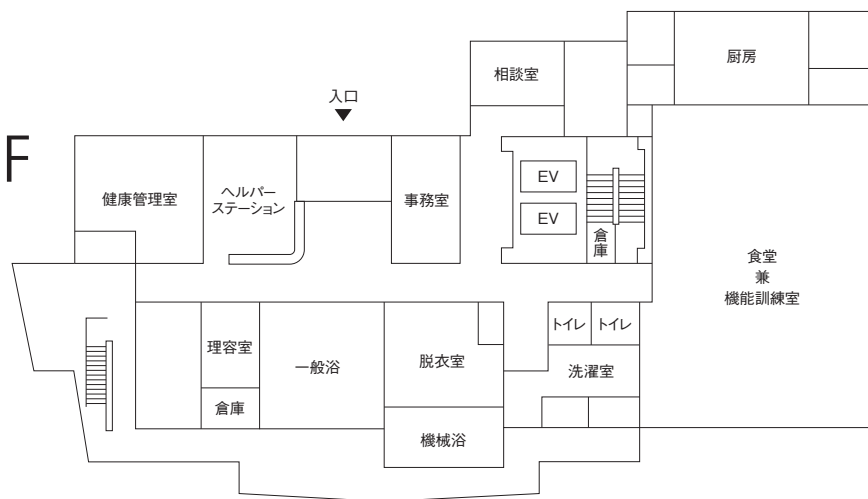 厨房
相談室
入口
F
健康管理室
ヘルパー
ステーション
事務室
EV
EV
倉庫
食堂
兼
機能訓練室
トイレ
トイレ
理容室
一般浴
脱衣室
洗濯室
倉庫
機械浴